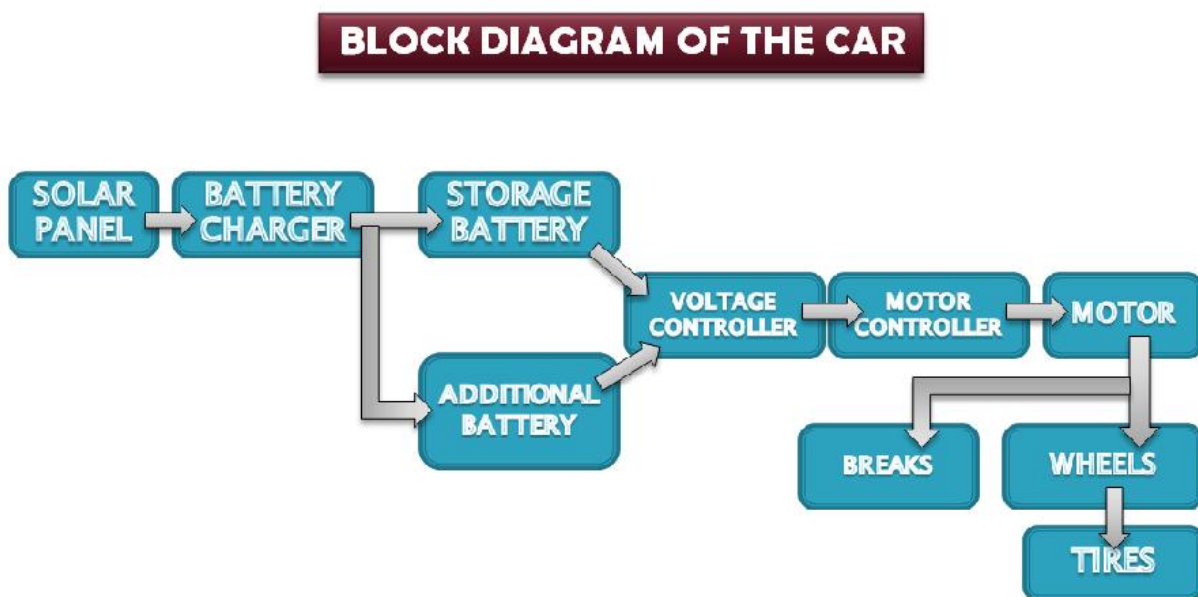 BLOCK DIAGRAM OF THE CAR
SOLAR
PANEL
BATTERY
CHARGER
STORAGE
BATTERY
ADDITIONAL
BATTERY
VOLTAGE
CONTROLLER
MOTOR
CONTROLLER
MOTOR
BREAKS
WHEELS
TIRES